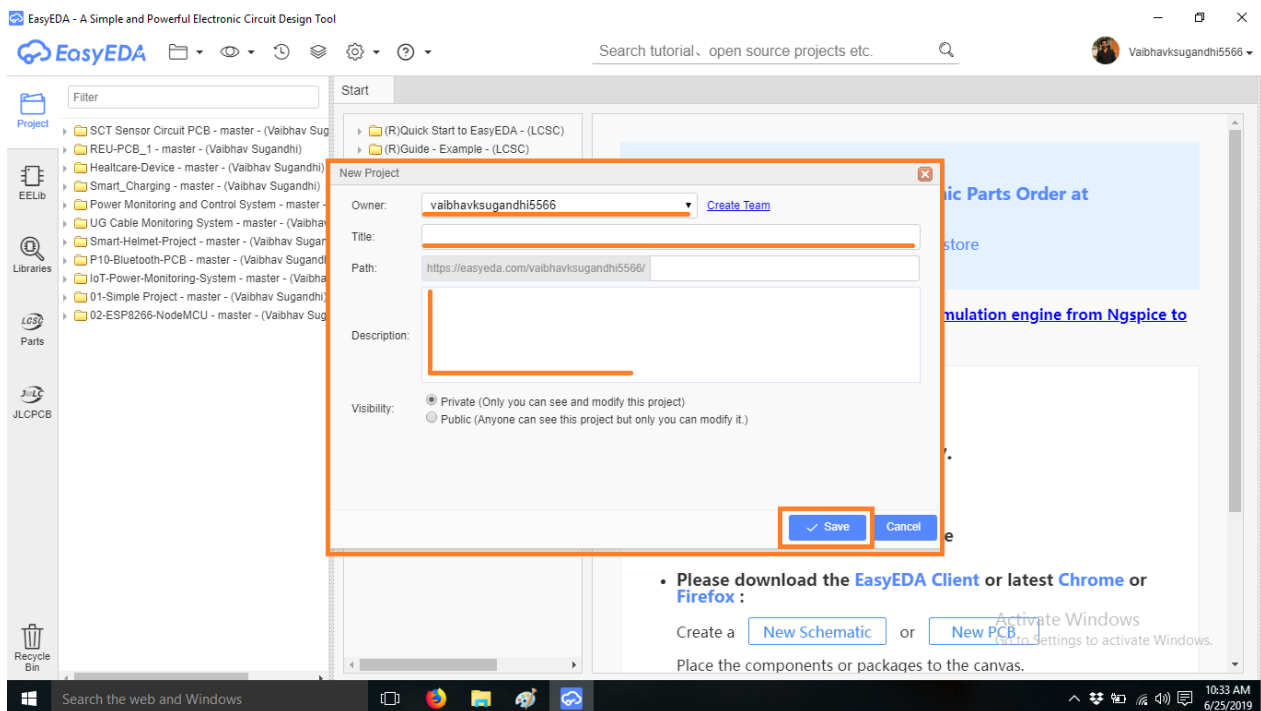 EasyEDA - A Simple and Powerful Electronic Circuit Design Tool
EasyEDA
Search tutorial、open source projects etc.
Vaibhavksugandhi5566
Project
EELib
Libraries
LCSC
Parts
JLCPCB
Recycle
Bin
Filter
SCT Sensor Circuit PCB - master - (Vaibhav Sug
REU-PCB_1 - master - (Vaibhav Sugandhi)
Healtcare-Device - master - (Vaibhav Sugandhi)
Smart_Charging - master - (Vaibhav Sugandhi)
Power Monitoring and Control System - master -
UG Cable Monitoring System - master - (Vaibhav
Smart-Helmet-Project - master - (Vaibhav Sugan
P10-Bluetooth-PCB - master - (Vaibhav Sugandh
IoT-Power-Monitoring-System - master - (Vaibha
01-Simple Project - master - (Vaibhav Sugandhi)
02-ESP8266-NodeMCU - master - (Vaibhav Sug
Start
(R)Quick Start to EasyEDA - (LCSC)
(R)Guide - Example - (LCSC)
New Project
Owner: vaibhavksugandhi5566 Create Team
Title:
Path: https://easyeda.com/vaibhavksugandhi5566/
Description:
Visibility: Private (Only you can see and modify this project)
Public (Anyone can see this project but only you can modify it.)
Save Cancel
ic Parts Order at
store
mulation engine from Ngspice to
Please download the EasyEDA Client or latest Chrome or
Firefox :
Create a New Schematic or New PCB
Place the components or packages to the canvas.
Activate Windows
Go to Settings to activate Windows.
Search the web and Windows
10:33 AM
6/25/2019